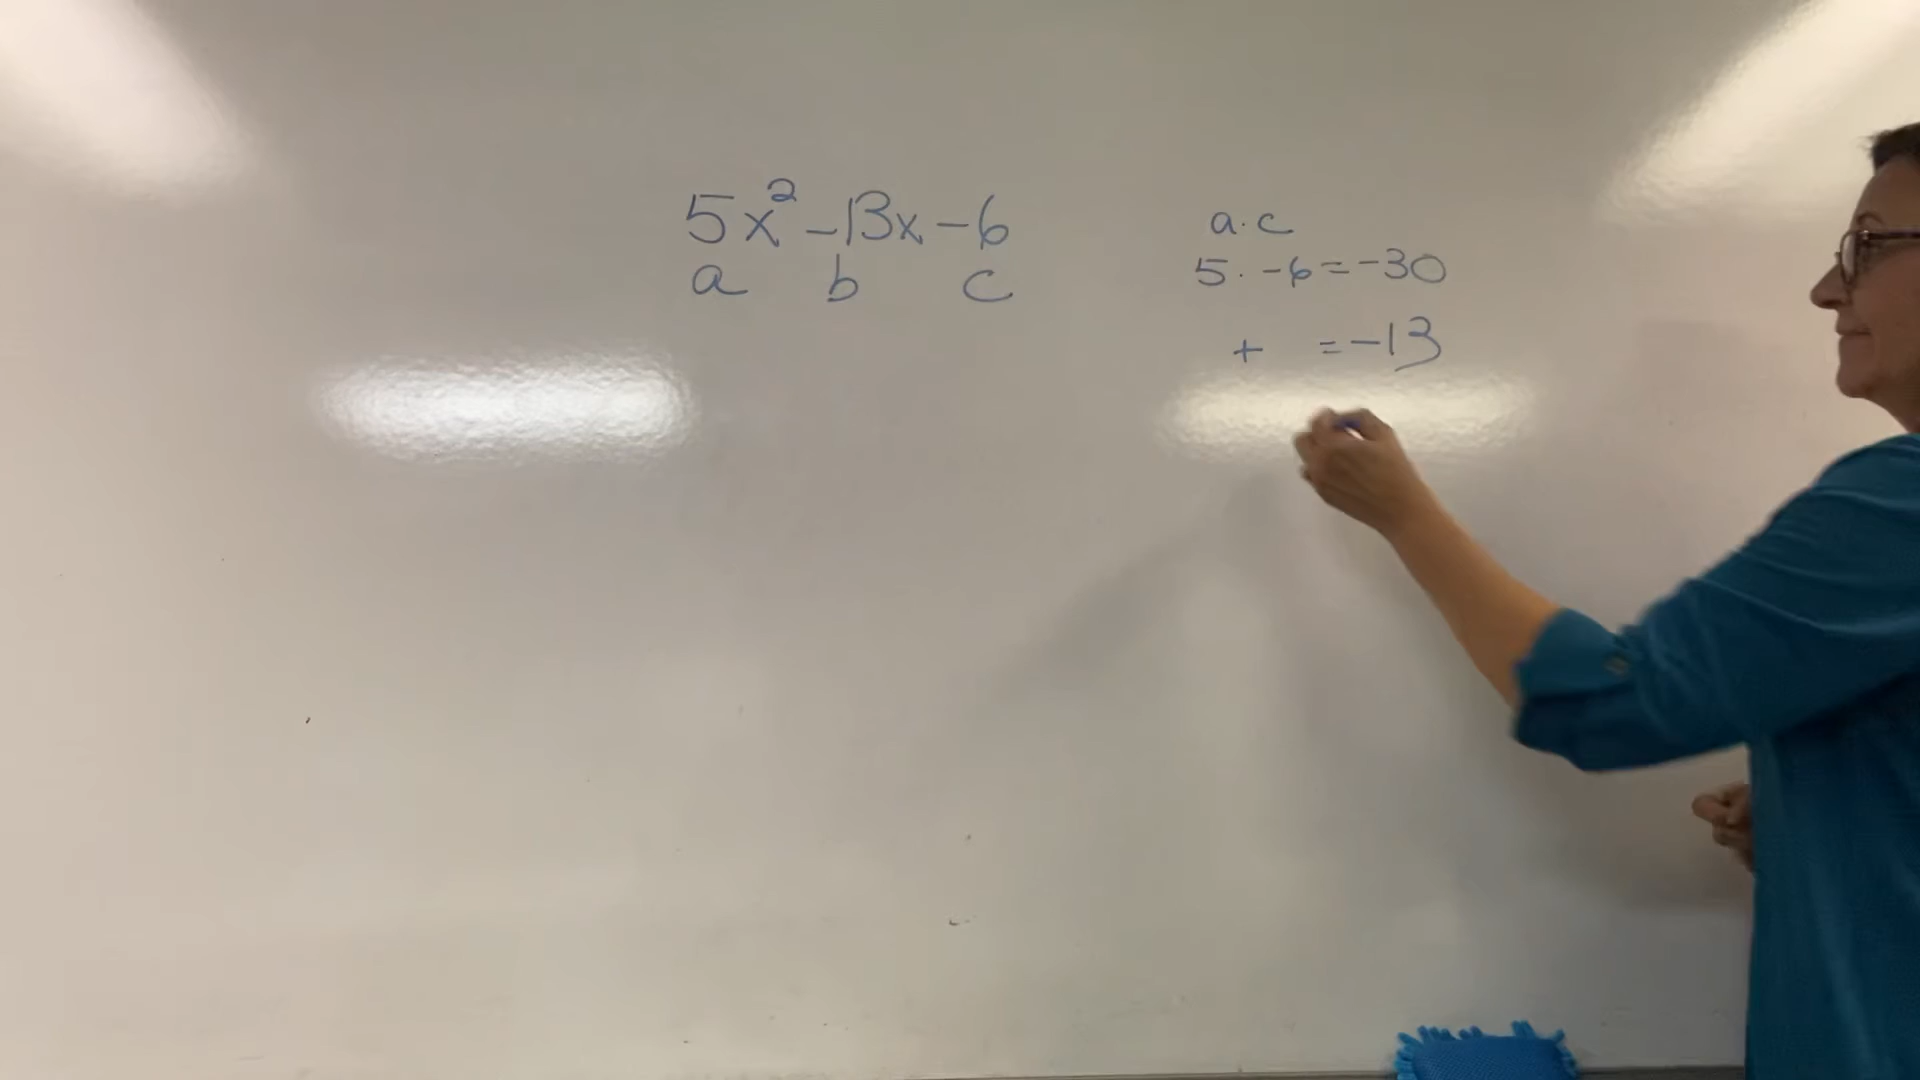 5x² -13x -6
a b c
a·c
5· -6 = -30
+ = -13